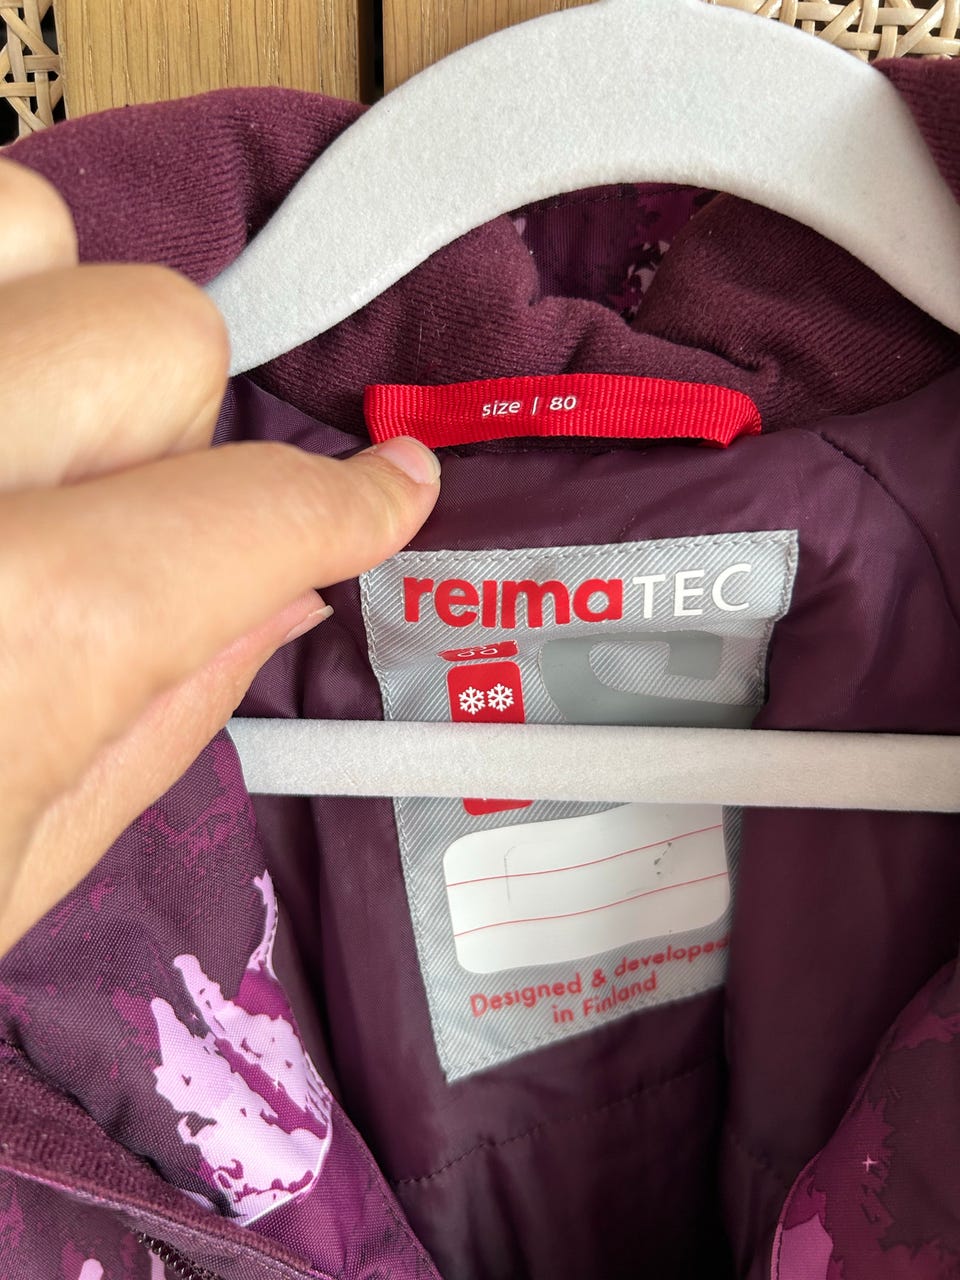 size | 80
reimaTEC
Designed & developed
in Finland